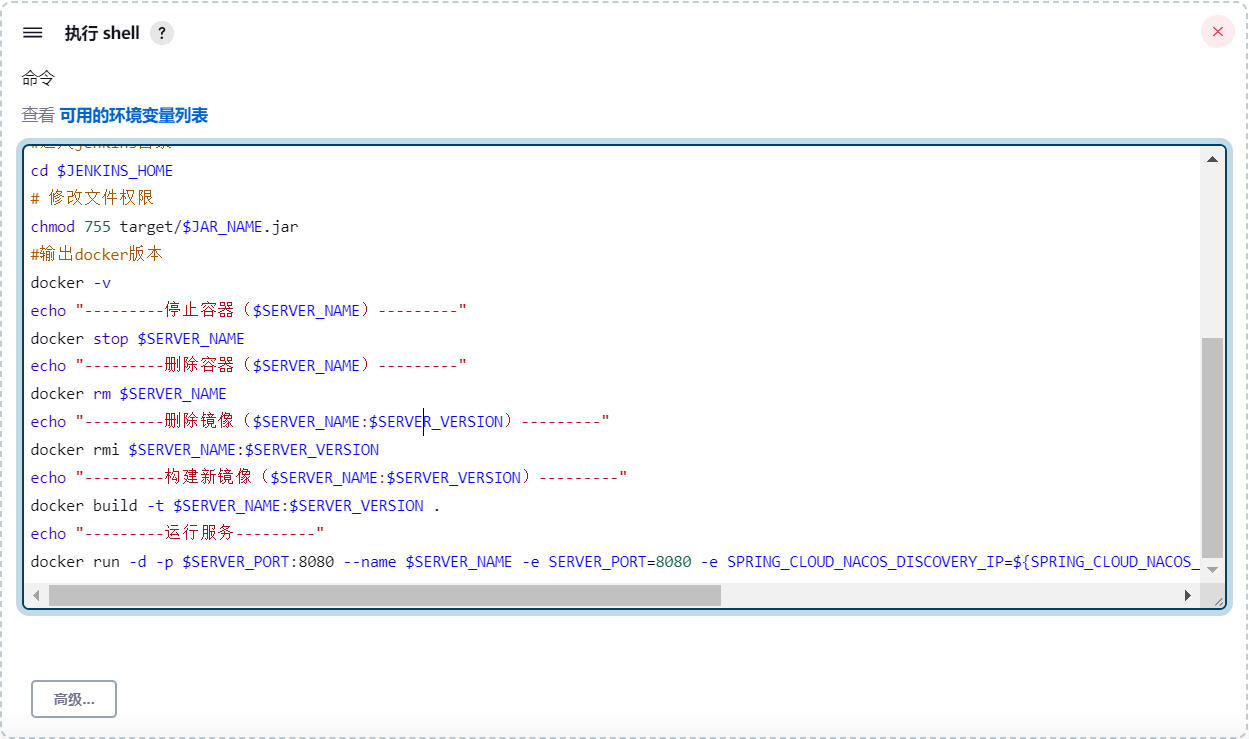 执行 shell ?
命令
查看 可用的环境变量列表
cd $JENKINS_HOME
# 修改文件权限
chmod 755 target/$JAR_NAME.jar
#输出docker版本
docker -v
echo "---------停止容器（$SERVER_NAME）---------"
docker stop $SERVER_NAME
echo "---------删除容器（$SERVER_NAME）---------"
docker rm $SERVER_NAME
echo "---------删除镜像（$SERVER_NAME:$SERVER_VERSION）---------"
docker rmi $SERVER_NAME:$SERVER_VERSION
echo "---------构建新镜像（$SERVER_NAME:$SERVER_VERSION）---------"
docker build -t $SERVER_NAME:$SERVER_VERSION .
echo "---------运行服务---------"
docker run -d -p $SERVER_PORT:8080 --name $SERVER_NAME -e SERVER_PORT=8080 -e SPRING_CLOUD_NACOS_DISCOVERY_IP=${SPRING_CLOUD_NACOS_
高级...